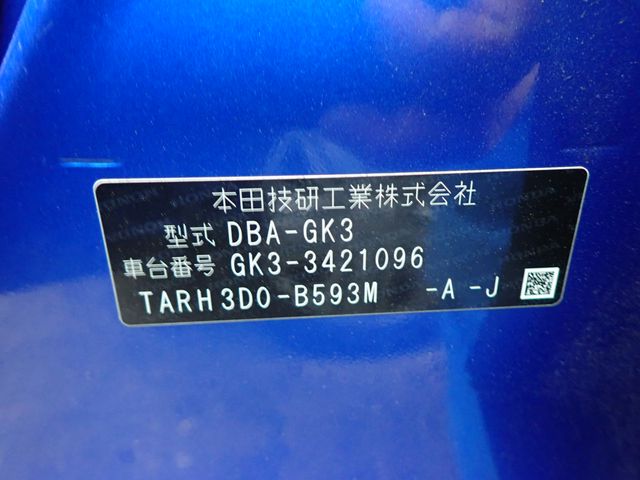 本田技研工業株式会社
型式 DBA-GK3
車台番号 GK3-3421096
TARH3D0-B593M -A -J